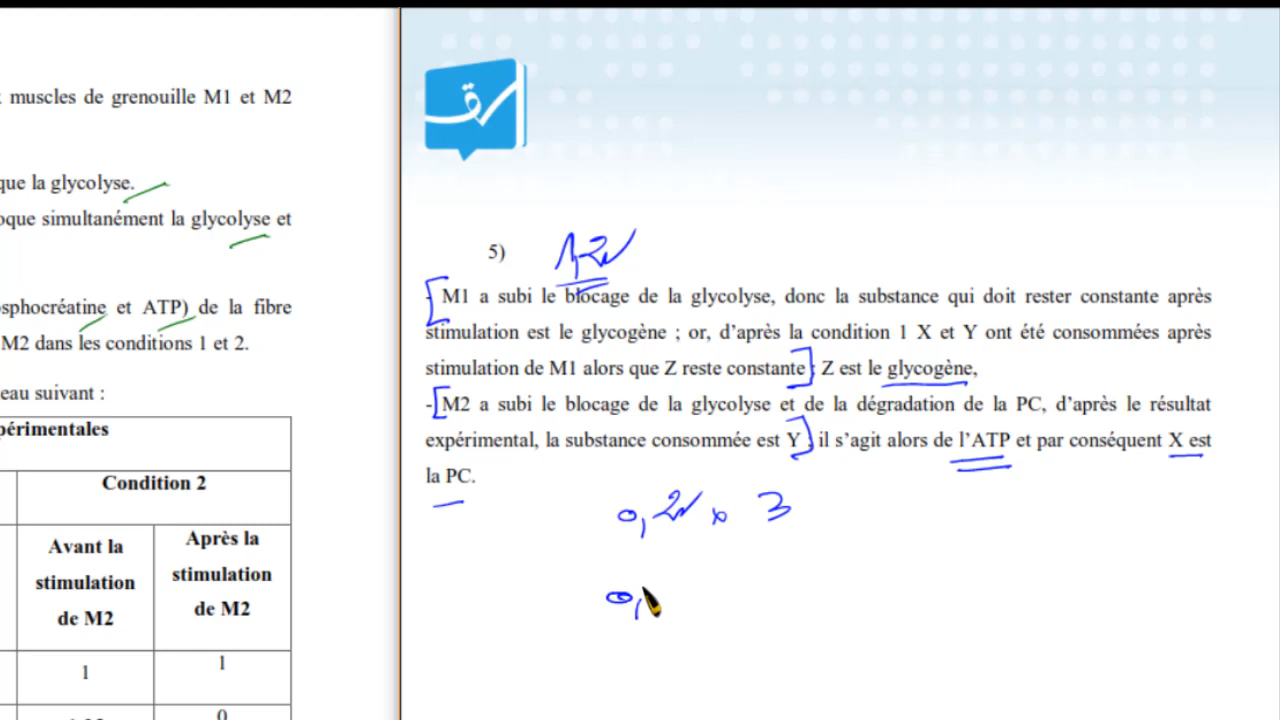 muscles de grenouille M1 et M2
que la glycolyse.
oque simultanément la glycolyse et
sphocréatine et ATP) de la fibre
M2 dans les conditions 1 et 2.
eau suivant :
périmentales
Condition 2
Avant la
stimulation
de M2
Après la
stimulation
de M2
1
1
0
5)
- M1 a subi le blocage de la glycolyse, donc la substance qui doit rester constante après
stimulation est le glycogène ; or, d'après la condition 1 X et Y ont été consommées après
stimulation de M1 alors que Z reste constante ; Z est le glycogène,
-M2 a subi le blocage de la glycolyse et de la dégradation de la PC, d'après le résultat
expérimental, la substance consommée est Y, il s'agit alors de l'ATP et par conséquent X est
la PC.
0,2 x 3
0,